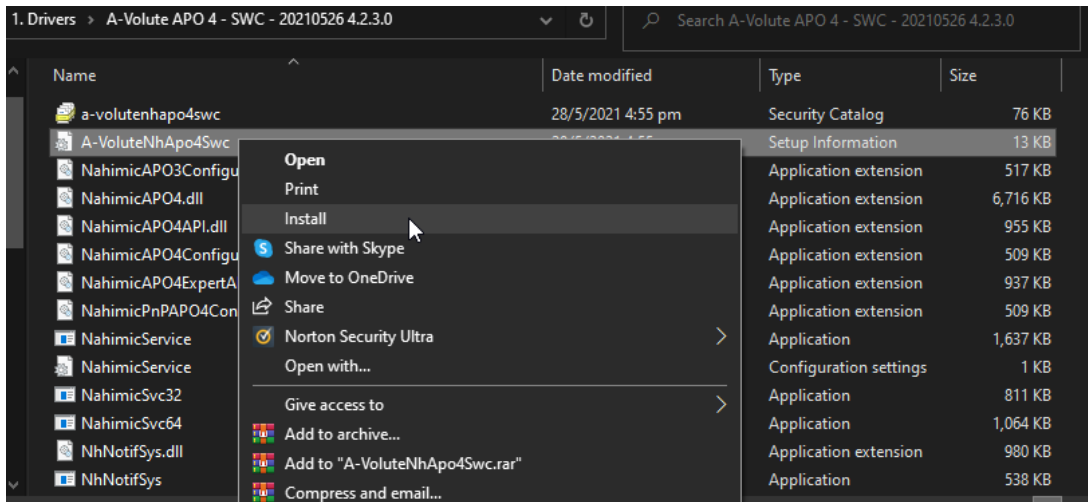 1. Drivers > A-Volute APO 4 - SWC - 20210526 4.2.3.0 Search A-Volute APO 4 - SWC - 20210526 4.2.3.0
Name Date modified Type Size
a-volutenhapo4swc 28/5/2021 4:55 pm Security Catalog 76 KB
A-VoluteNhApo4Swc Setup Information 13 KB
NahimicAPO3Configu Application extension 517 KB
NahimicAPO4.dll Application extension 6,716 KB
NahimicAPO4API.dll Application extension 955 KB
NahimicAPO4Configu Application extension 509 KB
NahimicAPO4ExpertA Application extension 937 KB
NahimicPnPAPO4Con Application extension 509 KB
NahimicService Application 1,637 KB
NahimicService Configuration settings 1 KB
NahimicSvc32 Application 811 KB
NahimicSvc64 Application 1,064 KB
NhNotifSys.dll Application extension 980 KB
NhNotifSys Application 538 KB
Open
Print
Install
Share with Skype
Move to OneDrive
Share
Norton Security Ultra
Open with...
Give access to
Add to archive...
Add to "A-VoluteNhApo4Swc.rar"
Compress and email...